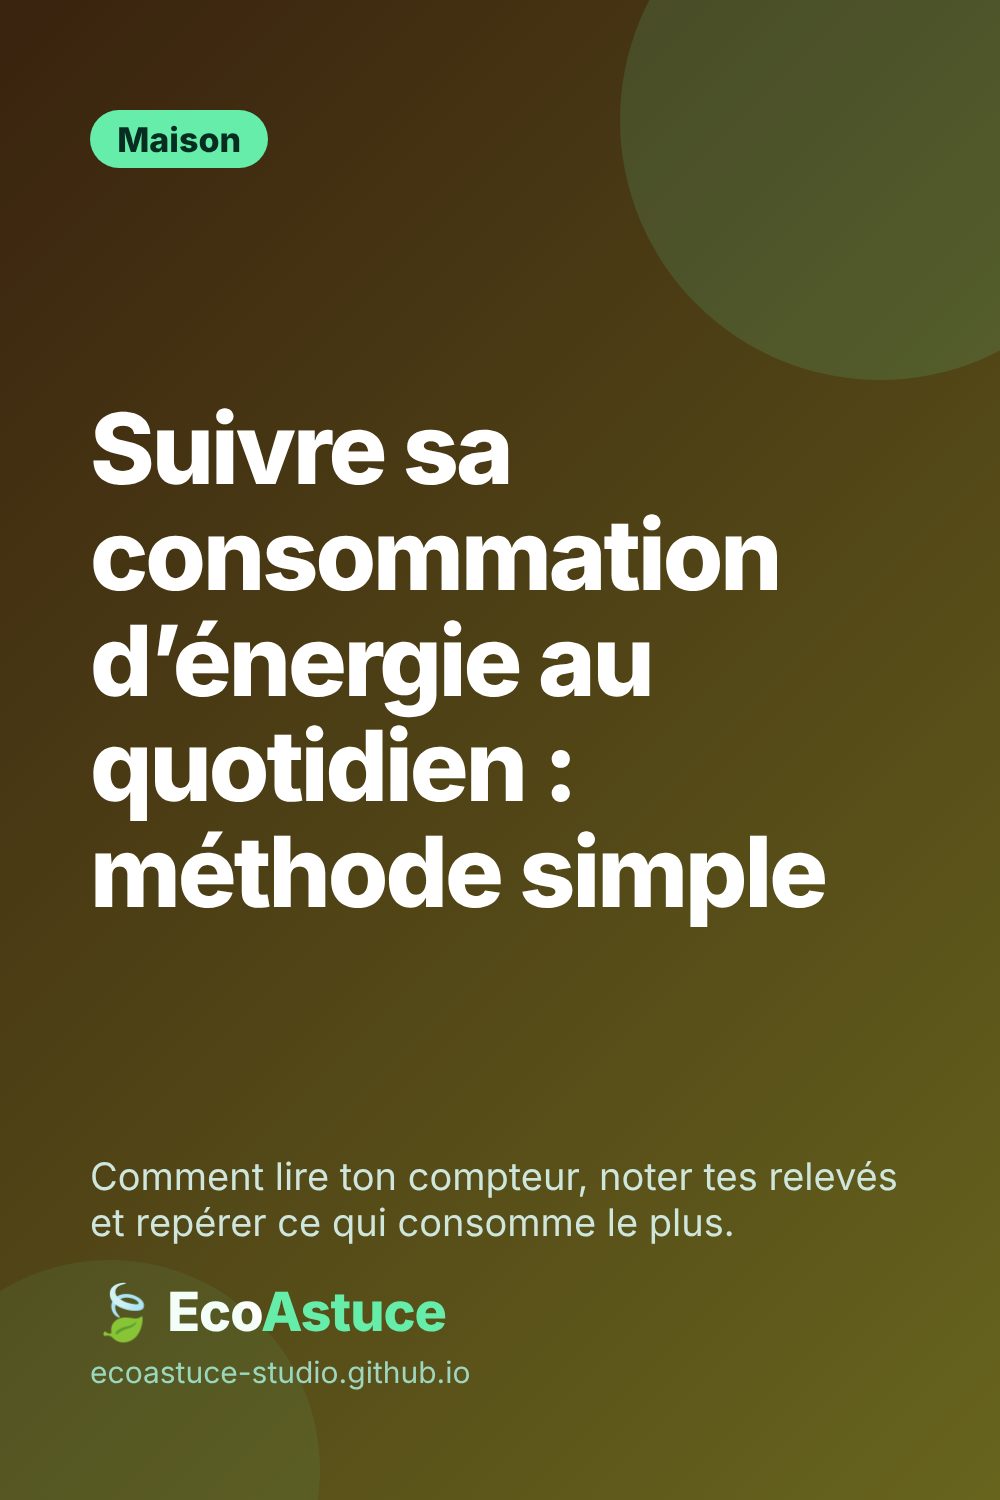 Maison
Suivre sa
consommation
d’énergie au
quotidien :
méthode simple
Comment lire ton compteur, noter tes relevés
et repérer ce qui consomme le plus.
EcoAstuce
ecoastuce-studio.github.io